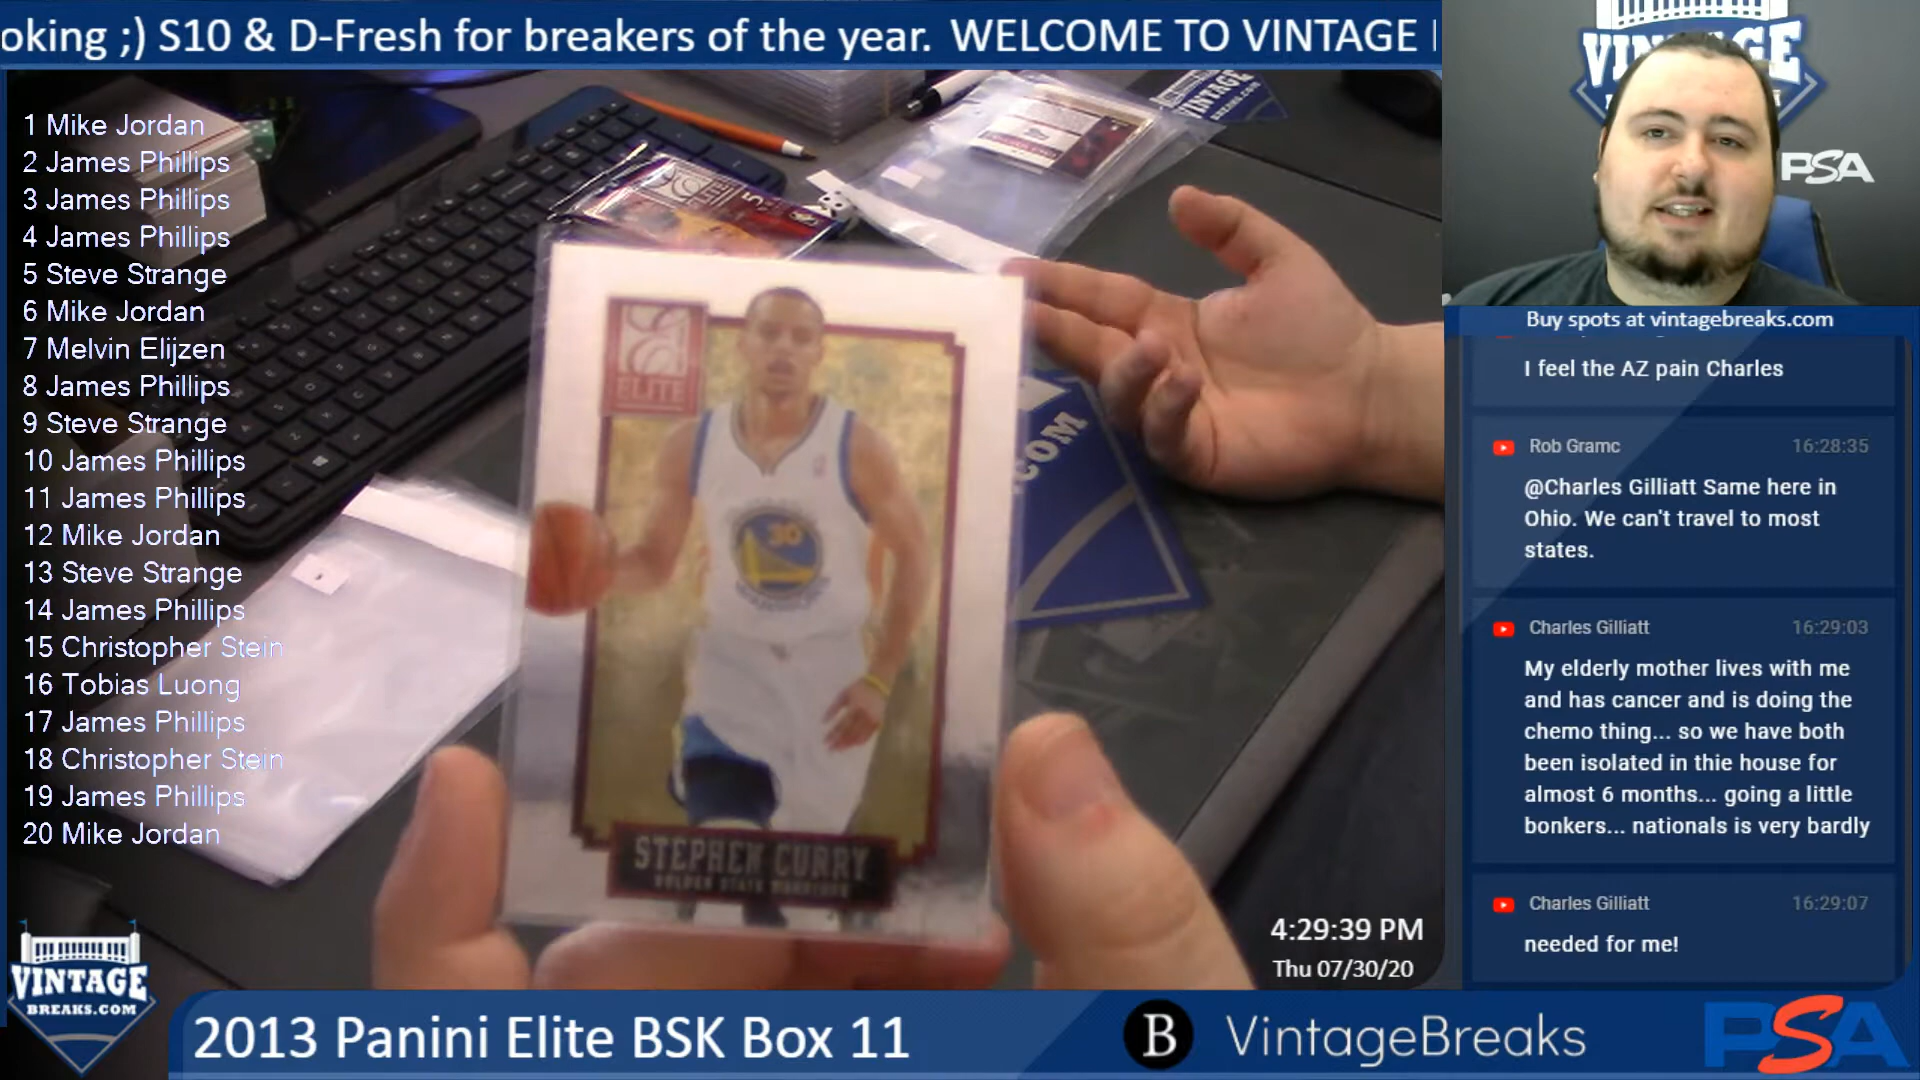 oking ;) S10 & D-Fresh for breakers of the year. WELCOME TO VINTAGE
1 Mike Jordan
2 James Phillips
3 James Phillips
4 James Phillips
5 Steve Strange
6 Mike Jordan
7 Melvin Elijzen
8 James Phillips
9 Steve Strange
10 James Phillips
11 James Phillips
12 Mike Jordan
13 Steve Strange
14 James Phillips
15 Christopher Stein
16 Tobias Luong
17 James Phillips
18 Christopher Stein
19 James Phillips
20 Mike Jordan
VINTAGE
BREAKS.COM
ELITE
30
STEPHEN CURRY
GOLDEN STATE WARRIORS
.COM
VINTAGE
4:29:39 PM
Thu 07/30/20
VINTAGE
PSA
Buy spots at vintagebreaks.com
I feel the AZ pain Charles
Rob Gramc 16:28:35
@Charles Gilliatt Same here in
Ohio. We can't travel to most
states.
Charles Gilliatt 16:29:03
My elderly mother lives with me
and has cancer and is doing the
chemo thing... so we have both
been isolated in thie house for
almost 6 months... going a little
bonkers... nationals is very bardly
Charles Gilliatt 16:29:07
needed for me!
2013 Panini Elite BSK Box 11
B VintageBreaks
PSA